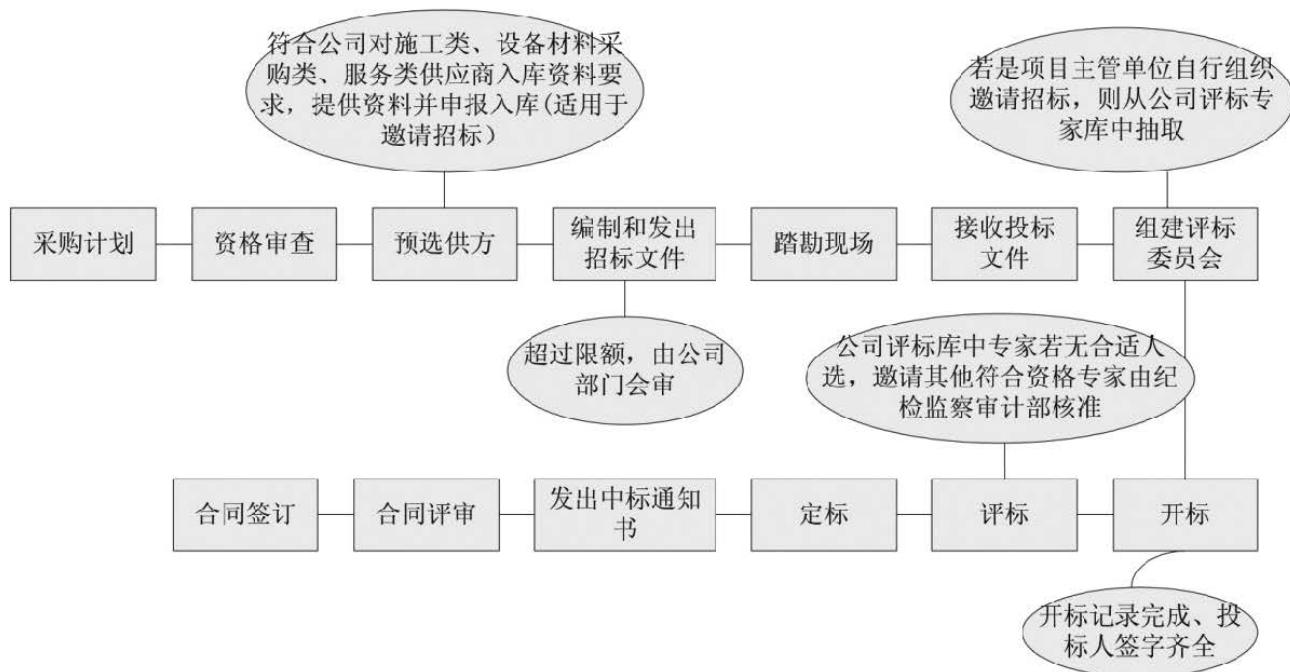 符合公司对施工类、设备材料采
购类、服务类供应商入库资料要
求，提供资料并申报入库(适用于
邀请招标）
若是项目主管单位自行组织
邀请招标，则从公司评标专
家库中抽取
采购计划
资格审查
预选供方
编制和发出
招标文件
踏勘现场
接收投标
文件
组建评标
委员会
超过限额，由公司
部门会审
公司评标库中专家若无合适人
选，邀请其他符合资格专家由纪
检监察审计部核准
合同签订
合同评审
发出中标通知
书
定标
评标
开标
开标记录完成、投
标人签字齐全